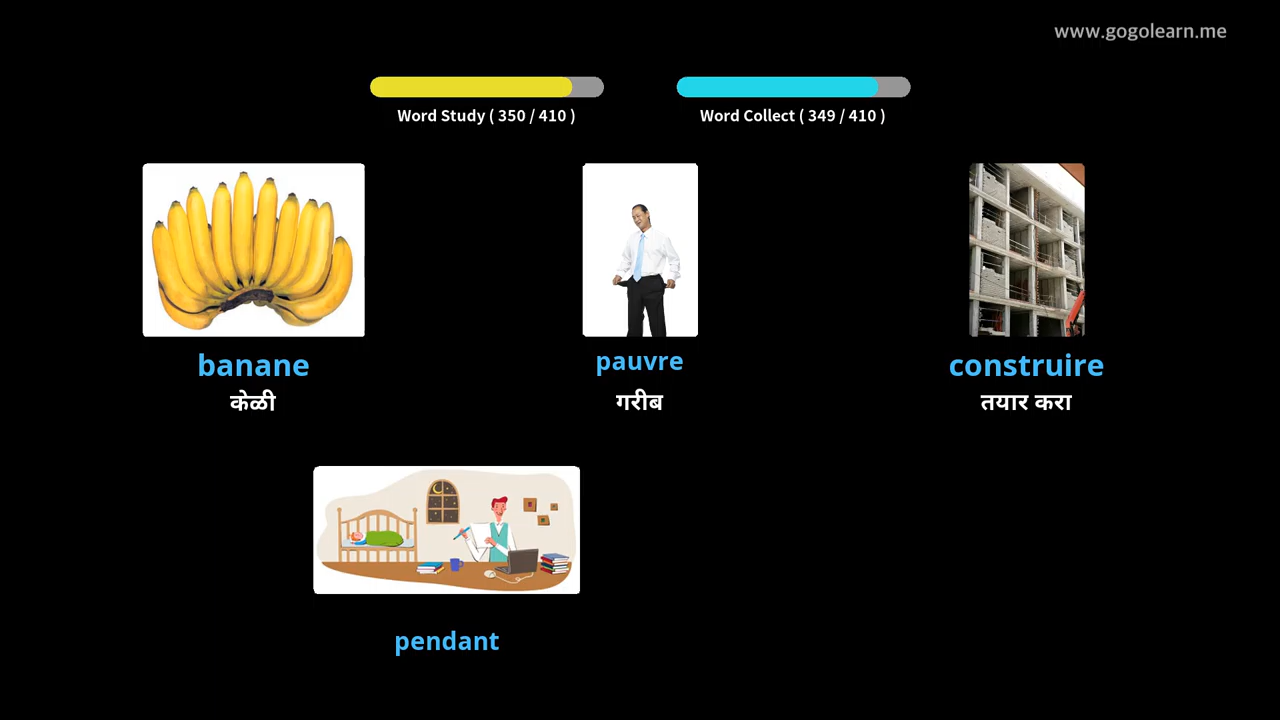 www.gogolearn.me
Word Study ( 350 / 410 )
Word Collect ( 349 / 410 )
banane
केळी
pauvre
गरीब
construire
तयार करा
pendant